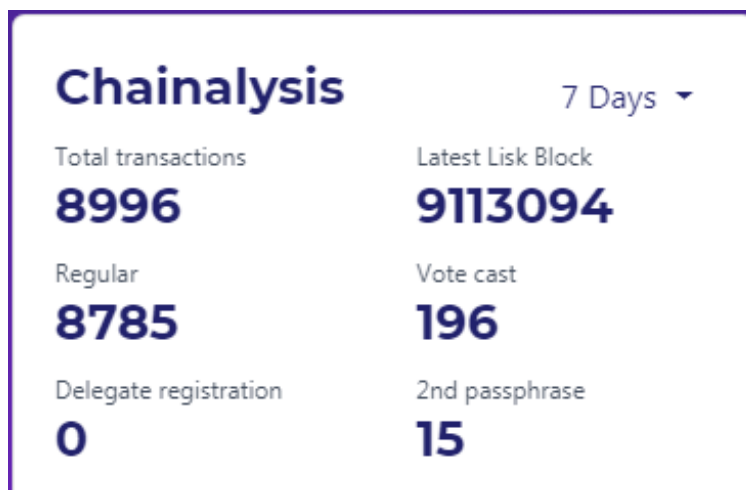 Chainalysis
7 Days
Total transactions
8996
Latest Lisk Block
9113094
Regular
8785
Vote cast
196
Delegate registration
0
2nd passphrase
15